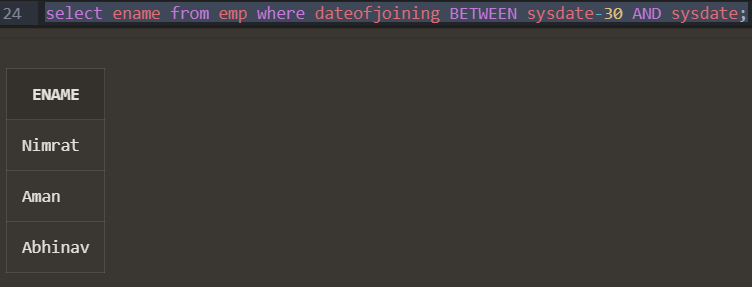 24 select ename from emp where dateofjoining BETWEEN sysdate-30 AND sysdate;
ENAME
Nimrat
Aman
Abhinav